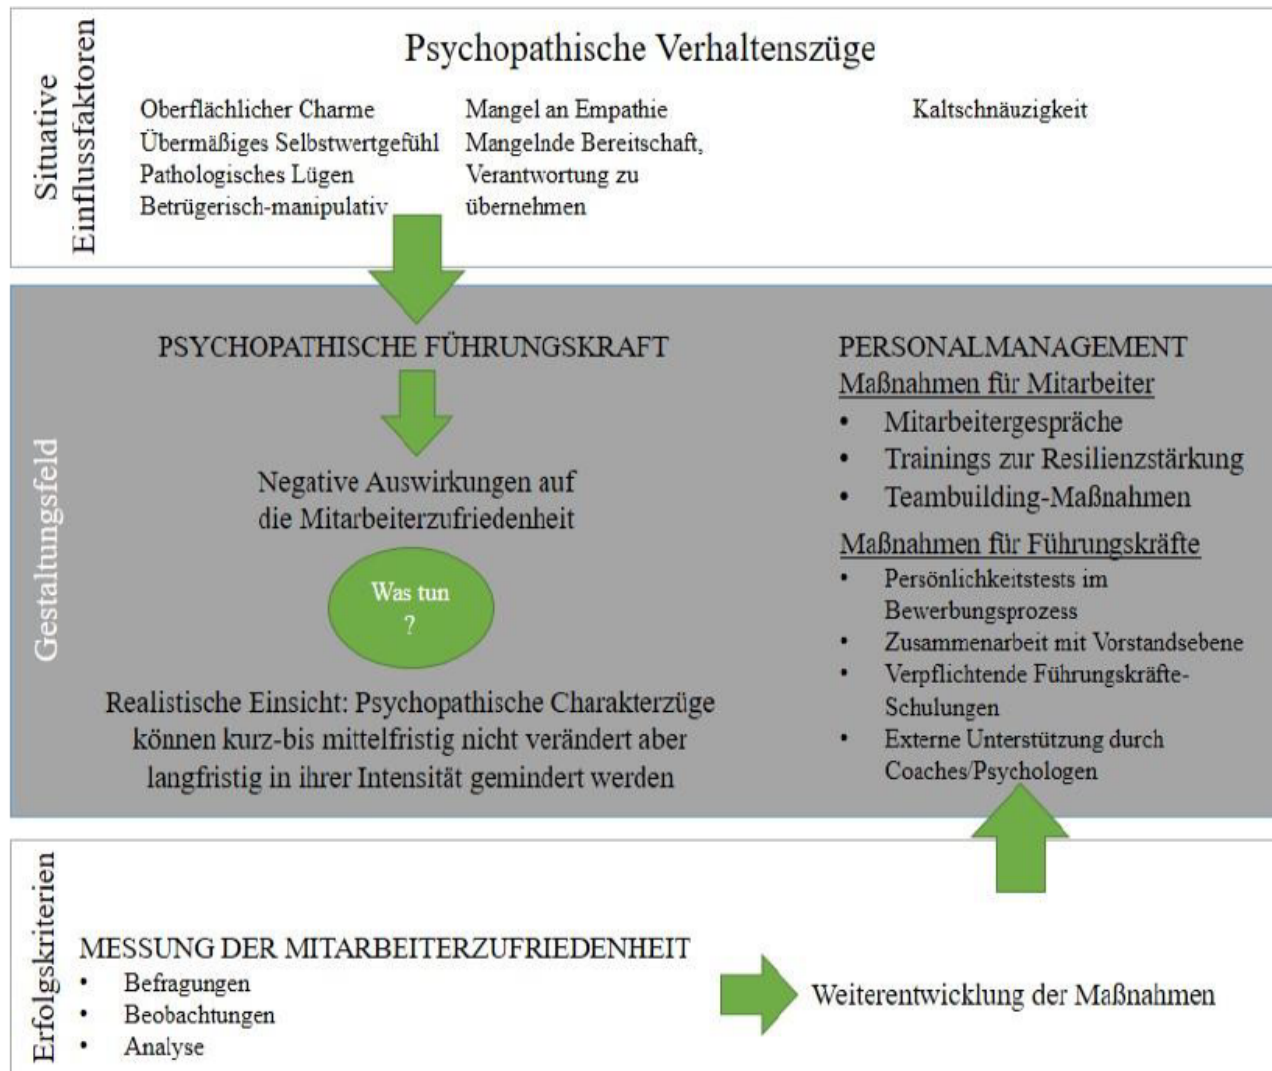 Situative
Einflussfaktoren
Psychopathische Verhaltenszüge
Oberflächlicher Charme
Übermäßiges Selbstwertgefühl
Pathologisches Lügen
Betrügerisch-manipulativ
Mangel an Empathie
Mangelnde Bereitschaft,
Verantwortung zu
übernehmen
Kaltschnäuzigkeit
Gestaltungsfeld
PSYCHOPATHISCHE FÜHRUNGSKRAFT
Negative Auswirkungen auf
die Mitarbeiterzufriedenheit
Was tun
?
Realistische Einsicht: Psychopathische Charakterzüge
können kurz-bis mittelfristig nicht verändert aber
langfristig in ihrer Intensität gemindert werden
PERSONALMANAGEMENT
Maßnahmen für Mitarbeiter
• Mitarbeitergespräche
• Trainings zur Resilienzstärkung
• Teambuilding-Maßnahmen
Maßnahmen für Führungskräfte
• Persönlichkeitstests im
Bewerbungsprozess
• Zusammenarbeit mit Vorstandsebene
• Verpflichtende Führungskräfte-
Schulungen
• Externe Unterstützung durch
Coaches/Psychologen
Erfolgskriterien
MESSUNG DER MITARBEITERZUFRIEDENHEIT
• Befragungen
• Beobachtungen
• Analyse
Weiterentwicklung der Maßnahmen